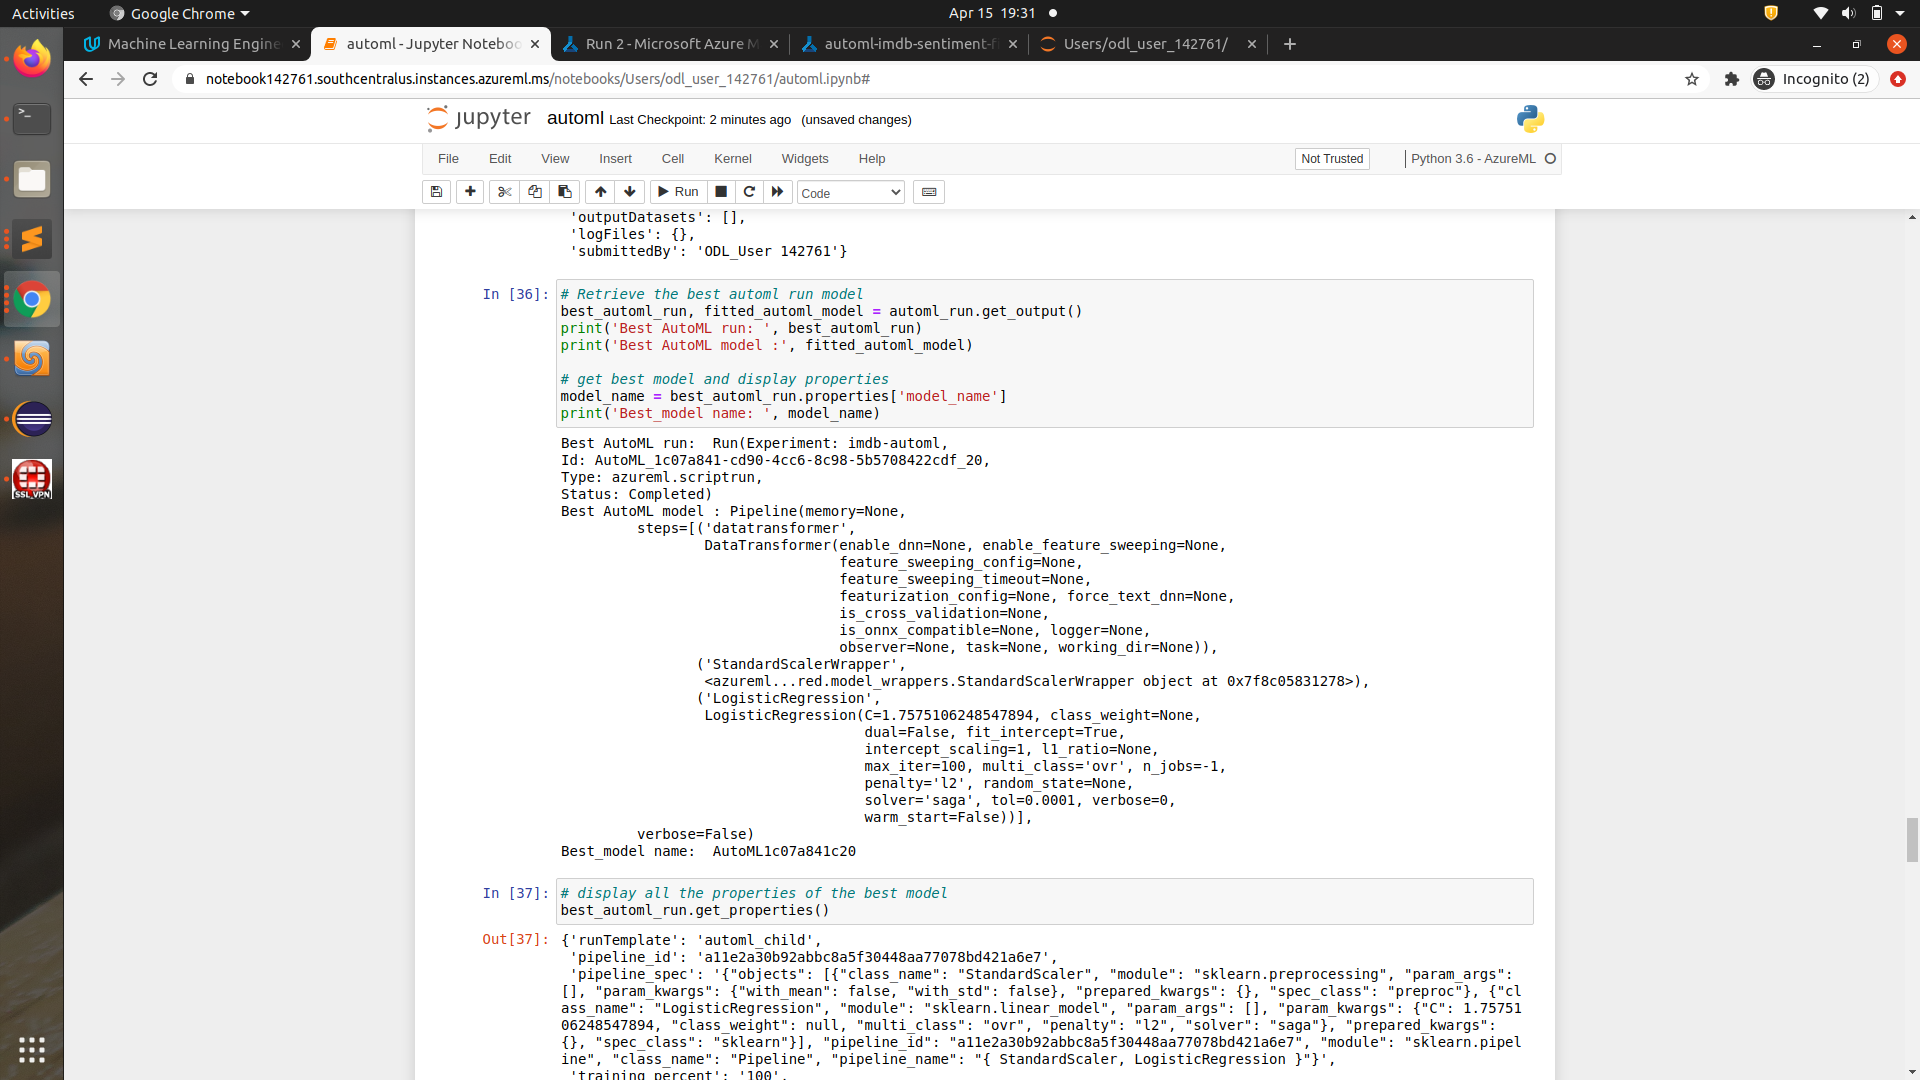 Activities Google Chrome Apr 15 19:31
Machine Learning Engine automl - Jupyter Noteboo Run 2 - Microsoft Azure M automl-imdb-sentiment-f Users/odl_user_142761/
notebook142761.southcentralus.instances.azureml.ms/notebooks/Users/odl_user_142761/automl.ipynb# Incognito (2)
jupyter automl Last Checkpoint: 2 minutes ago (unsaved changes)
File Edit View Insert Cell Kernel Widgets Help Not Trusted Python 3.6 - AzureML
Run Code
'outputDatasets': [],
'logFiles': {},
'submittedBy': 'ODL_User 142761'}
In [36]: # Retrieve the best automl run model
best_automl_run, fitted_automl_model = automl_run.get_output()
print('Best AutoML run: ', best_automl_run)
print('Best AutoML model :', fitted_automl_model)
# get best model and display properties
model_name = best_automl_run.properties['model_name']
print('Best_model name: ', model_name)
Best AutoML run:  Run(Experiment: imdb-automl,
Id: AutoML_1c07a841-cd90-4cc6-8c98-5b5708422cdf_20,
Type: azureml.scriptrun,
Status: Completed)
Best AutoML model : Pipeline(memory=None,
steps=[('datatransformer',
DataTransformer(enable_dnn=None, enable_feature_sweeping=None,
feature_sweeping_config=None,
feature_sweeping_timeout=None,
featurization_config=None, force_text_dnn=None,
is_cross_validation=None,
is_onnx_compatible=None, logger=None,
observer=None, task=None, working_dir=None)),
('StandardScalerWrapper',
<azureml...red.model_wrappers.StandardScalerWrapper object at 0x7f8c05831278>),
('LogisticRegression',
LogisticRegression(C=1.7575106248547894, class_weight=None,
dual=False, fit_intercept=True,
intercept_scaling=1, l1_ratio=None,
max_iter=100, multi_class='ovr', n_jobs=-1,
penalty='l2', random_state=None,
solver='saga', tol=0.0001, verbose=0,
warm_start=False))],
verbose=False)
Best_model name:  AutoML1c07a841c20
In [37]: # display all the properties of the best model
best_automl_run.get_properties()
Out[37]: {'runTemplate': 'automl_child',
'pipeline_id': 'a11e2a30b92abbc8a5f30448aa77078bd421a6e7',
'pipeline_spec': '{"objects": [{"class_name": "StandardScaler", "module": "sklearn.preprocessing", "param_args":
[], "param_kwargs": {"with_mean": false, "with_std": false}, "prepared_kwargs": {}, "spec_class": "preproc"}, {"cl
ass_name": "LogisticRegression", "module": "sklearn.linear_model", "param_args": [], "param_kwargs": {"C": 1.75751
06248547894, "class_weight": null, "multi_class": "ovr", "penalty": "l2", "solver": "saga"}, "prepared_kwargs":
{}, "spec_class": "sklearn"}], "pipeline_id": "a11e2a30b92abbc8a5f30448aa77078bd421a6e7", "module": "sklearn.pipel
ine", "class_name": "Pipeline", "pipeline_name": "{ StandardScaler, LogisticRegression }"}',
'training_percent': '100',
SSL VPN